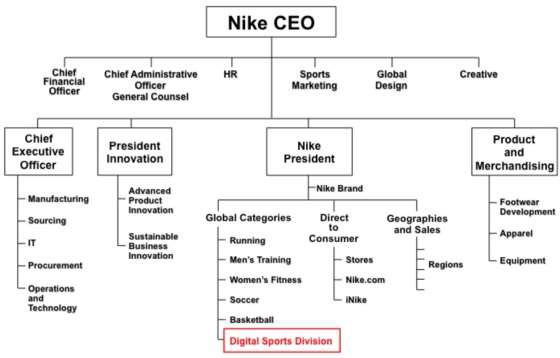 Nike CEO
Chief
Financial
Officer
Chief Administrative
Officer
General Counsel
HR
Sports
Marketing
Global
Design
Creative
Chief
Executive
Officer
President
Innovation
Nike
President
Product
and
Merchandising
Manufacturing
Sourcing
IT
Procurement
Operations
and
Technology
Advanced
Product
Innovation
Sustainable
Business
Innovation
Nike Brand
Global Categories
Running
Men's Training
Women's Fitness
Soccer
Basketball
Digital Sports Division
Direct
to
Consumer
Stores
Nike.com
iNike
Geographies
and Sales
Regions
Footwear
Development
Apparel
Equipment